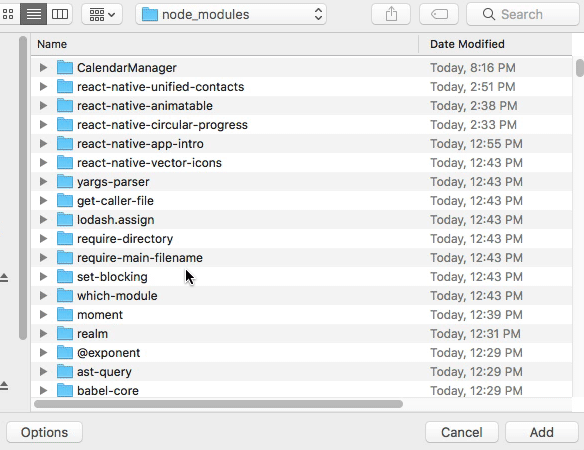 node_modules
Search
Name Date Modified
CalendarManager Today, 8:16 PM
react-native-unified-contacts Today, 2:51 PM
react-native-animatable Today, 2:38 PM
react-native-circular-progress Today, 2:33 PM
react-native-app-intro Today, 12:55 PM
react-native-vector-icons Today, 12:43 PM
yargs-parser Today, 12:43 PM
get-caller-file Today, 12:43 PM
lodash.assign Today, 12:43 PM
require-directory Today, 12:43 PM
require-main-filename Today, 12:43 PM
set-blocking Today, 12:43 PM
which-module Today, 12:43 PM
moment Today, 12:39 PM
realm Today, 12:31 PM
@exponent Today, 12:29 PM
ast-query Today, 12:29 PM
babel-core Today, 12:29 PM
Options Cancel Add